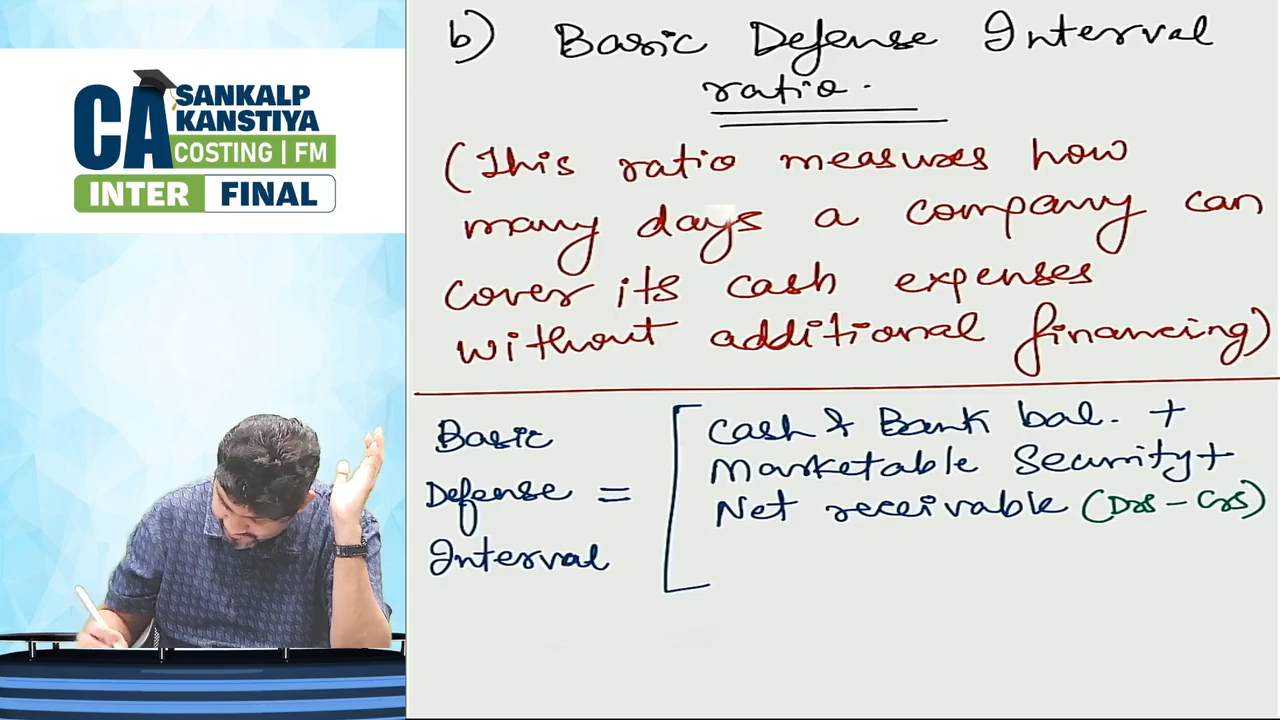 CA SANKALP KANSTIYA
COSTING | FM
INTER FINAL
b) Basic Defense Interval
ratio.
(This ratio measures how
many days a company can
cover its cash expenses
without additional financing)
Basic
Defense =
Interval
Cash & Bank bal. +
Marketable Security +
Net receivable (Drs - Crs)